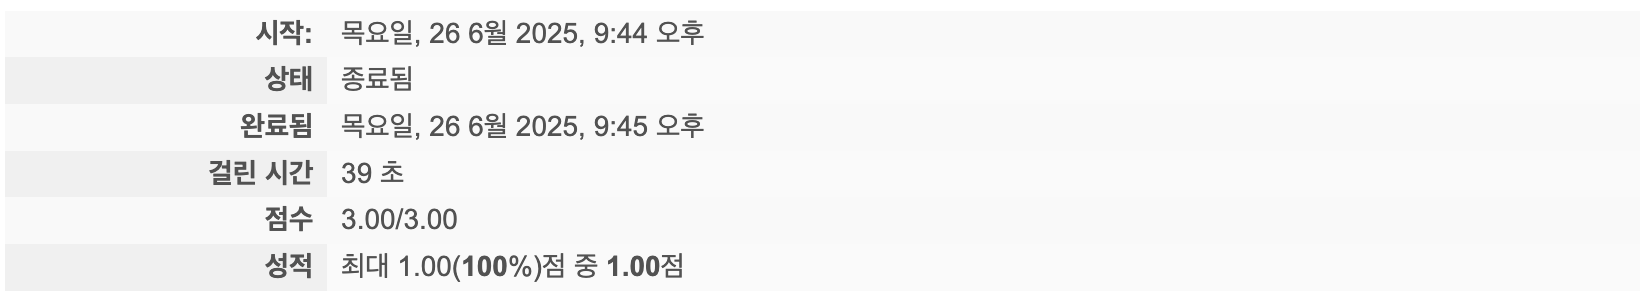 시작: 목요일, 26 6월 2025, 9:44 오후
상태 종료됨
완료됨 목요일, 26 6월 2025, 9:45 오후
걸린 시간 39 초
점수 3.00/3.00
성적 최대 1.00(100%)점 중 1.00점